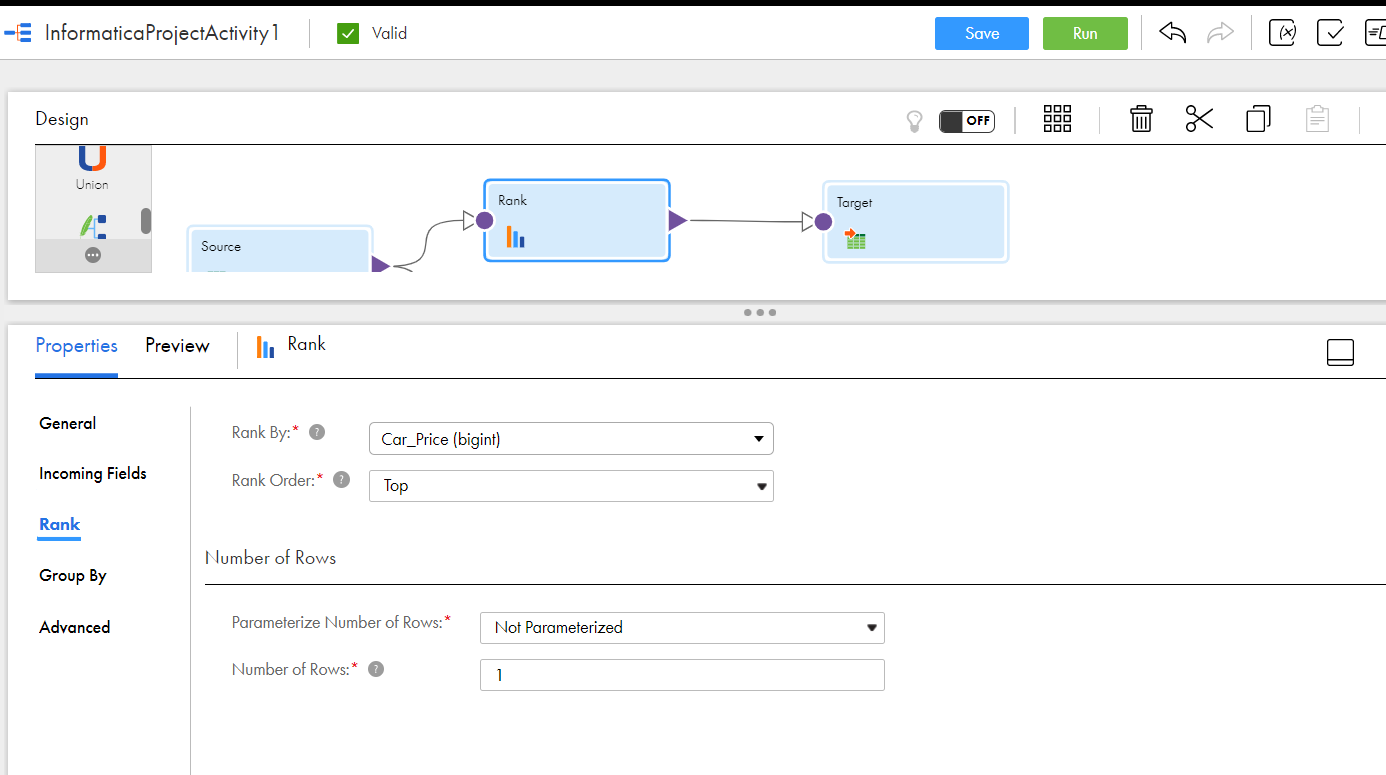 InformaticaProjectActivity1 Valid Save Run
Design OFF
Union
Rank
Target
Source
Properties Preview Rank
General
Rank By:* ? Car_Price (bigint)
Incoming Fields
Rank Order:* ? Top
Rank
Number of Rows
Group By
Parameterize Number of Rows:* Not Parameterized
Advanced
Number of Rows:* ? 1